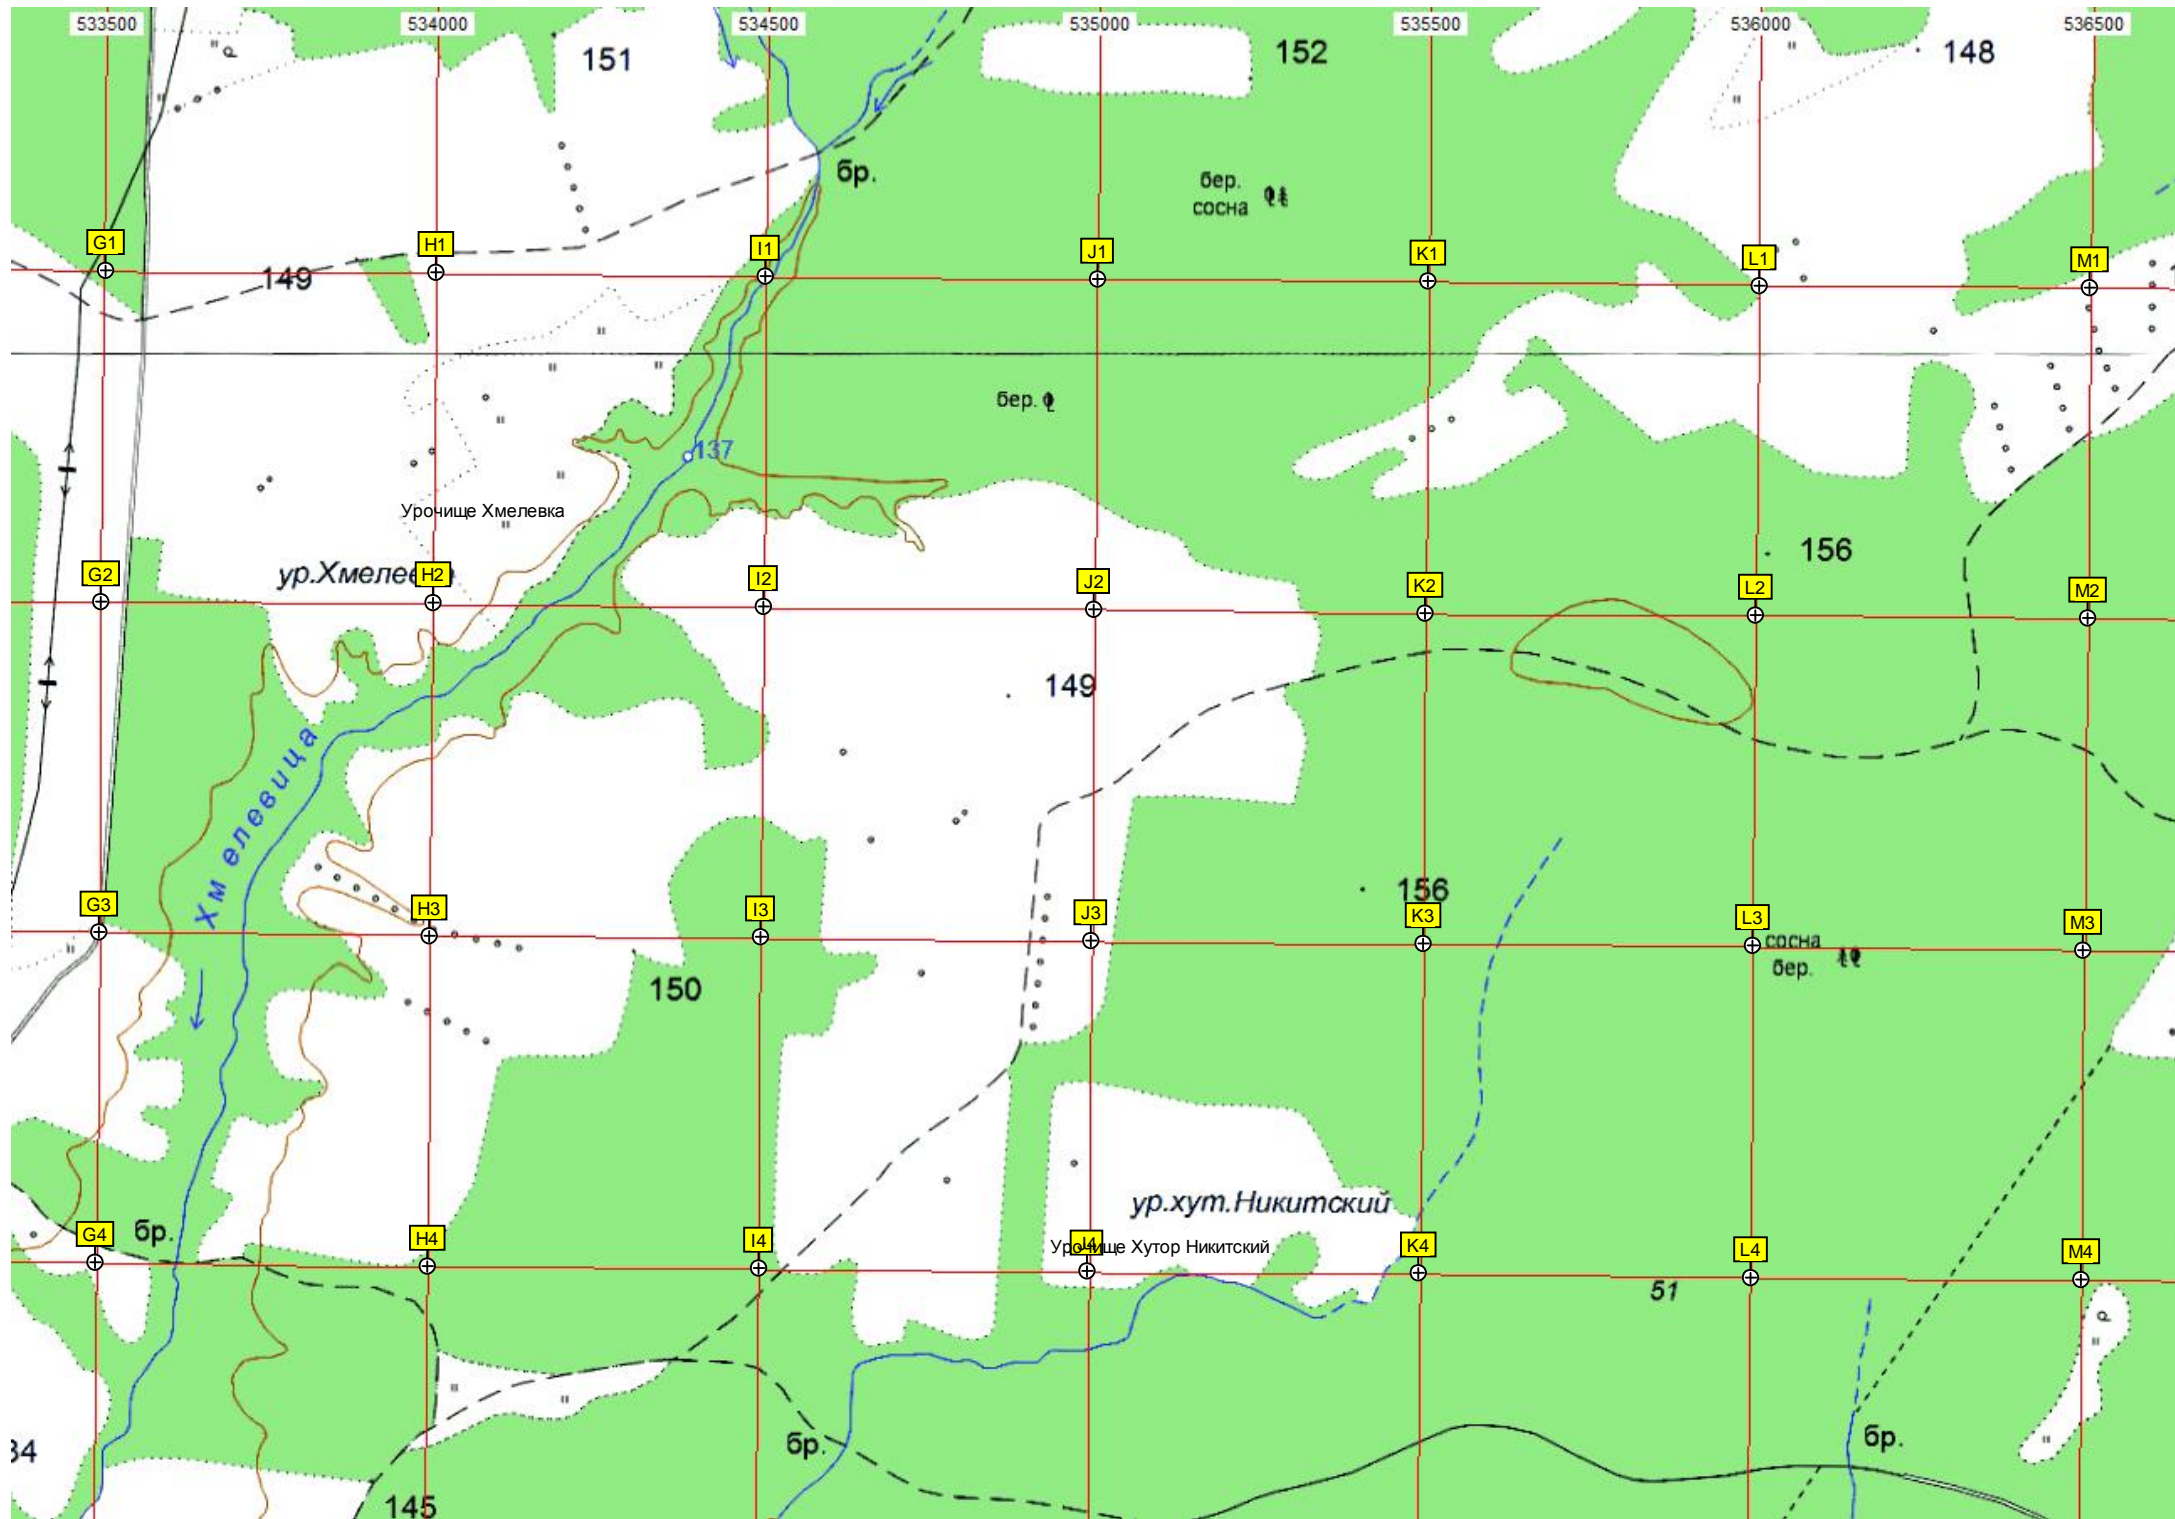 533500 534000 534500 535000 535500 536000 536500
151 152 148
бр.
бер.
сосна
G1 H1 I1 J1 K1 L1 M1
149
бер.
137
Урочище Хмелевка
156
ур.Хмелев
G2 H2 I2 J2 K2 L2 M2
149
Хмелевица
156
G3 H3 I3 J3 K3 L3 M3
сосна
бер.
150
ур.хут.Никитский
бр.
G4 H4 I4 J4 K4 L4 M4
Урочище Хутор Никитский
51
34
бр.
бр.
145